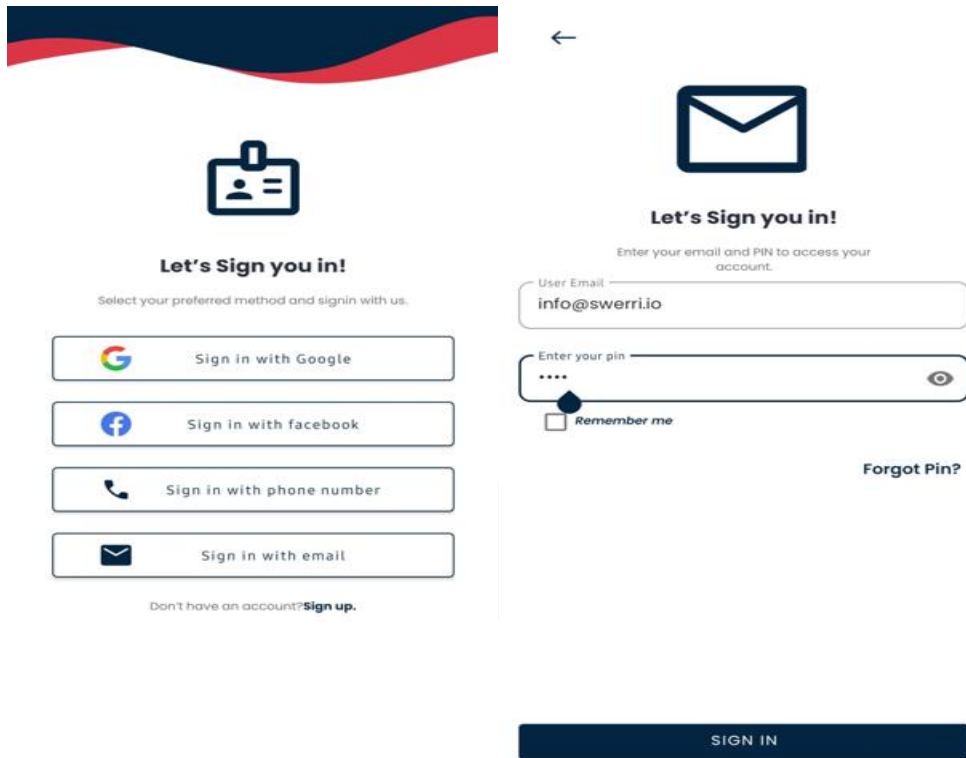 Let's Sign you in!
Select your preferred method and signin with us.
Sign in with Google
Sign in with facebook
Sign in with phone number
Sign in with email
Don't have an account?Sign up.
Let's Sign you in!
Enter your email and PIN to access your
account.
User Email
info@swerri.io
Enter your pin
••••
Remember me
Forgot Pin?
SIGN IN